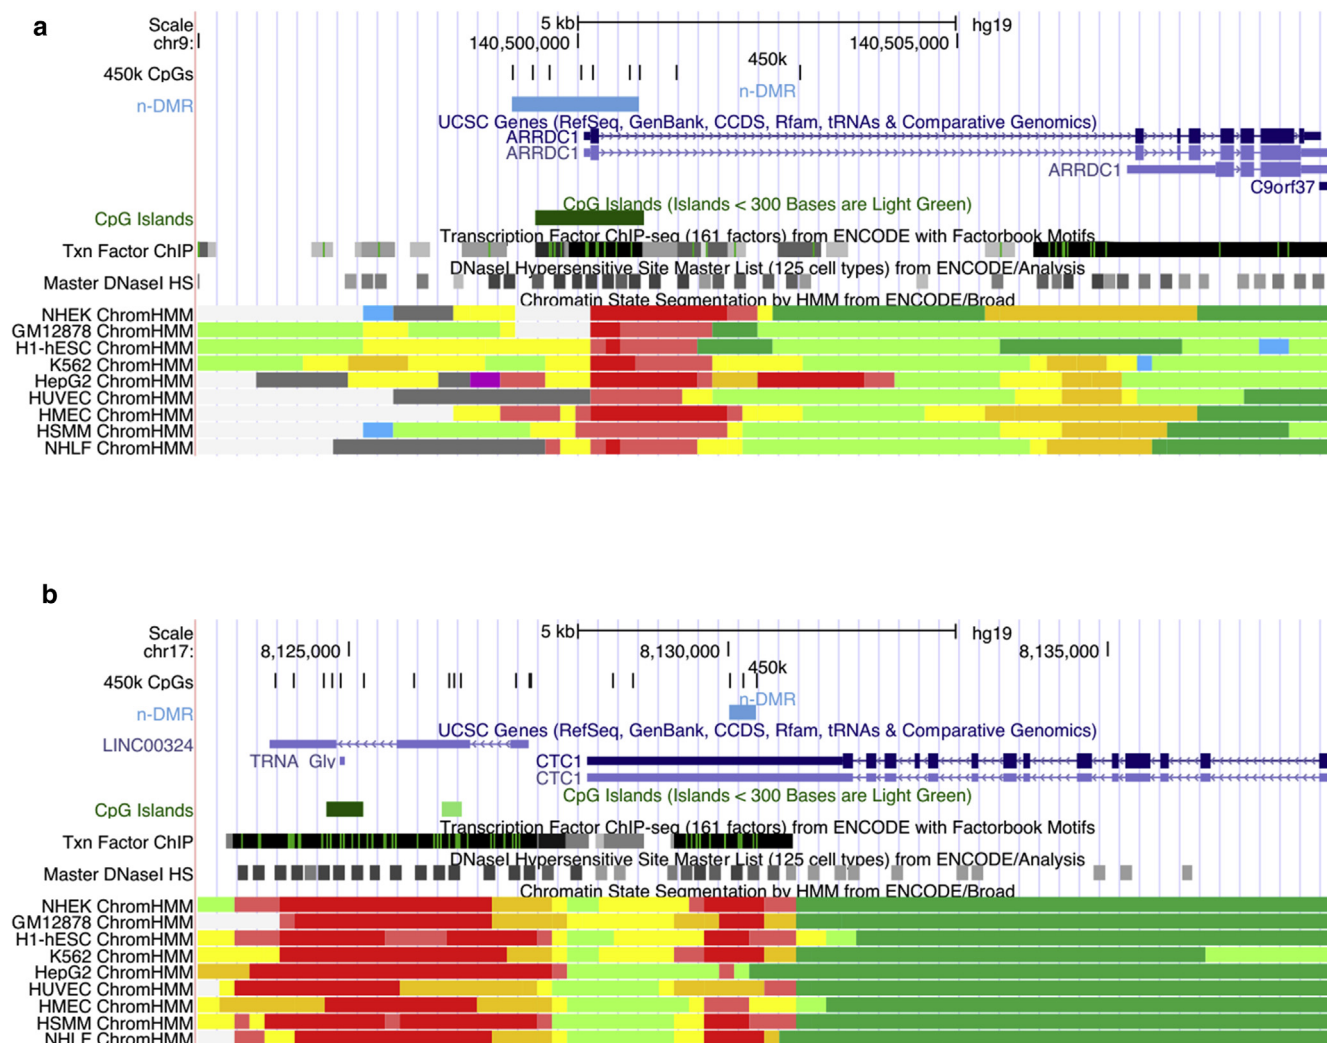 a
Scale 5 kb hg19
chr9: 140,500,000 140,505,000
450k
450k CpGs
n-DMR
n-DMR
UCSC Genes (RefSeq, GenBank, CCDS, Rfam, tRNAs & Comparative Genomics)
ARRDC1
ARRDC1
ARRDC1
C9orf37
CpG Islands (Islands < 300 Bases are Light Green)
CpG Islands
Transcription Factor ChIP-seq (161 factors) from ENCODE with Factorbook Motifs
Txn Factor ChIP
DNaseI Hypersensitive Site Master List (125 cell types) from ENCODE/Analysis
Master DNaseI HS
Chromatin State Segmentation by HMM from ENCODE/Broad
NHEK ChromHMM
GM12878 ChromHMM
H1-hESC ChromHMM
K562 ChromHMM
HepG2 ChromHMM
HUVEC ChromHMM
HMEC ChromHMM
HSMM ChromHMM
NHLF ChromHMM
b
Scale 5 kb hg19
chr17: 8,125,000 8,130,000 8,135,000
450k
450k CpGs
n-DMR
n-DMR
UCSC Genes (RefSeq, GenBank, CCDS, Rfam, tRNAs & Comparative Genomics)
LINC00324
TRNA Gly
CTC1
CTC1
CpG Islands (Islands < 300 Bases are Light Green)
CpG Islands
Transcription Factor ChIP-seq (161 factors) from ENCODE with Factorbook Motifs
Txn Factor ChIP
DNaseI Hypersensitive Site Master List (125 cell types) from ENCODE/Analysis
Master DNaseI HS
Chromatin State Segmentation by HMM from ENCODE/Broad
NHEK ChromHMM
GM12878 ChromHMM
H1-hESC ChromHMM
K562 ChromHMM
HepG2 ChromHMM
HUVEC ChromHMM
HMEC ChromHMM
HSMM ChromHMM
NHLF ChromHMM